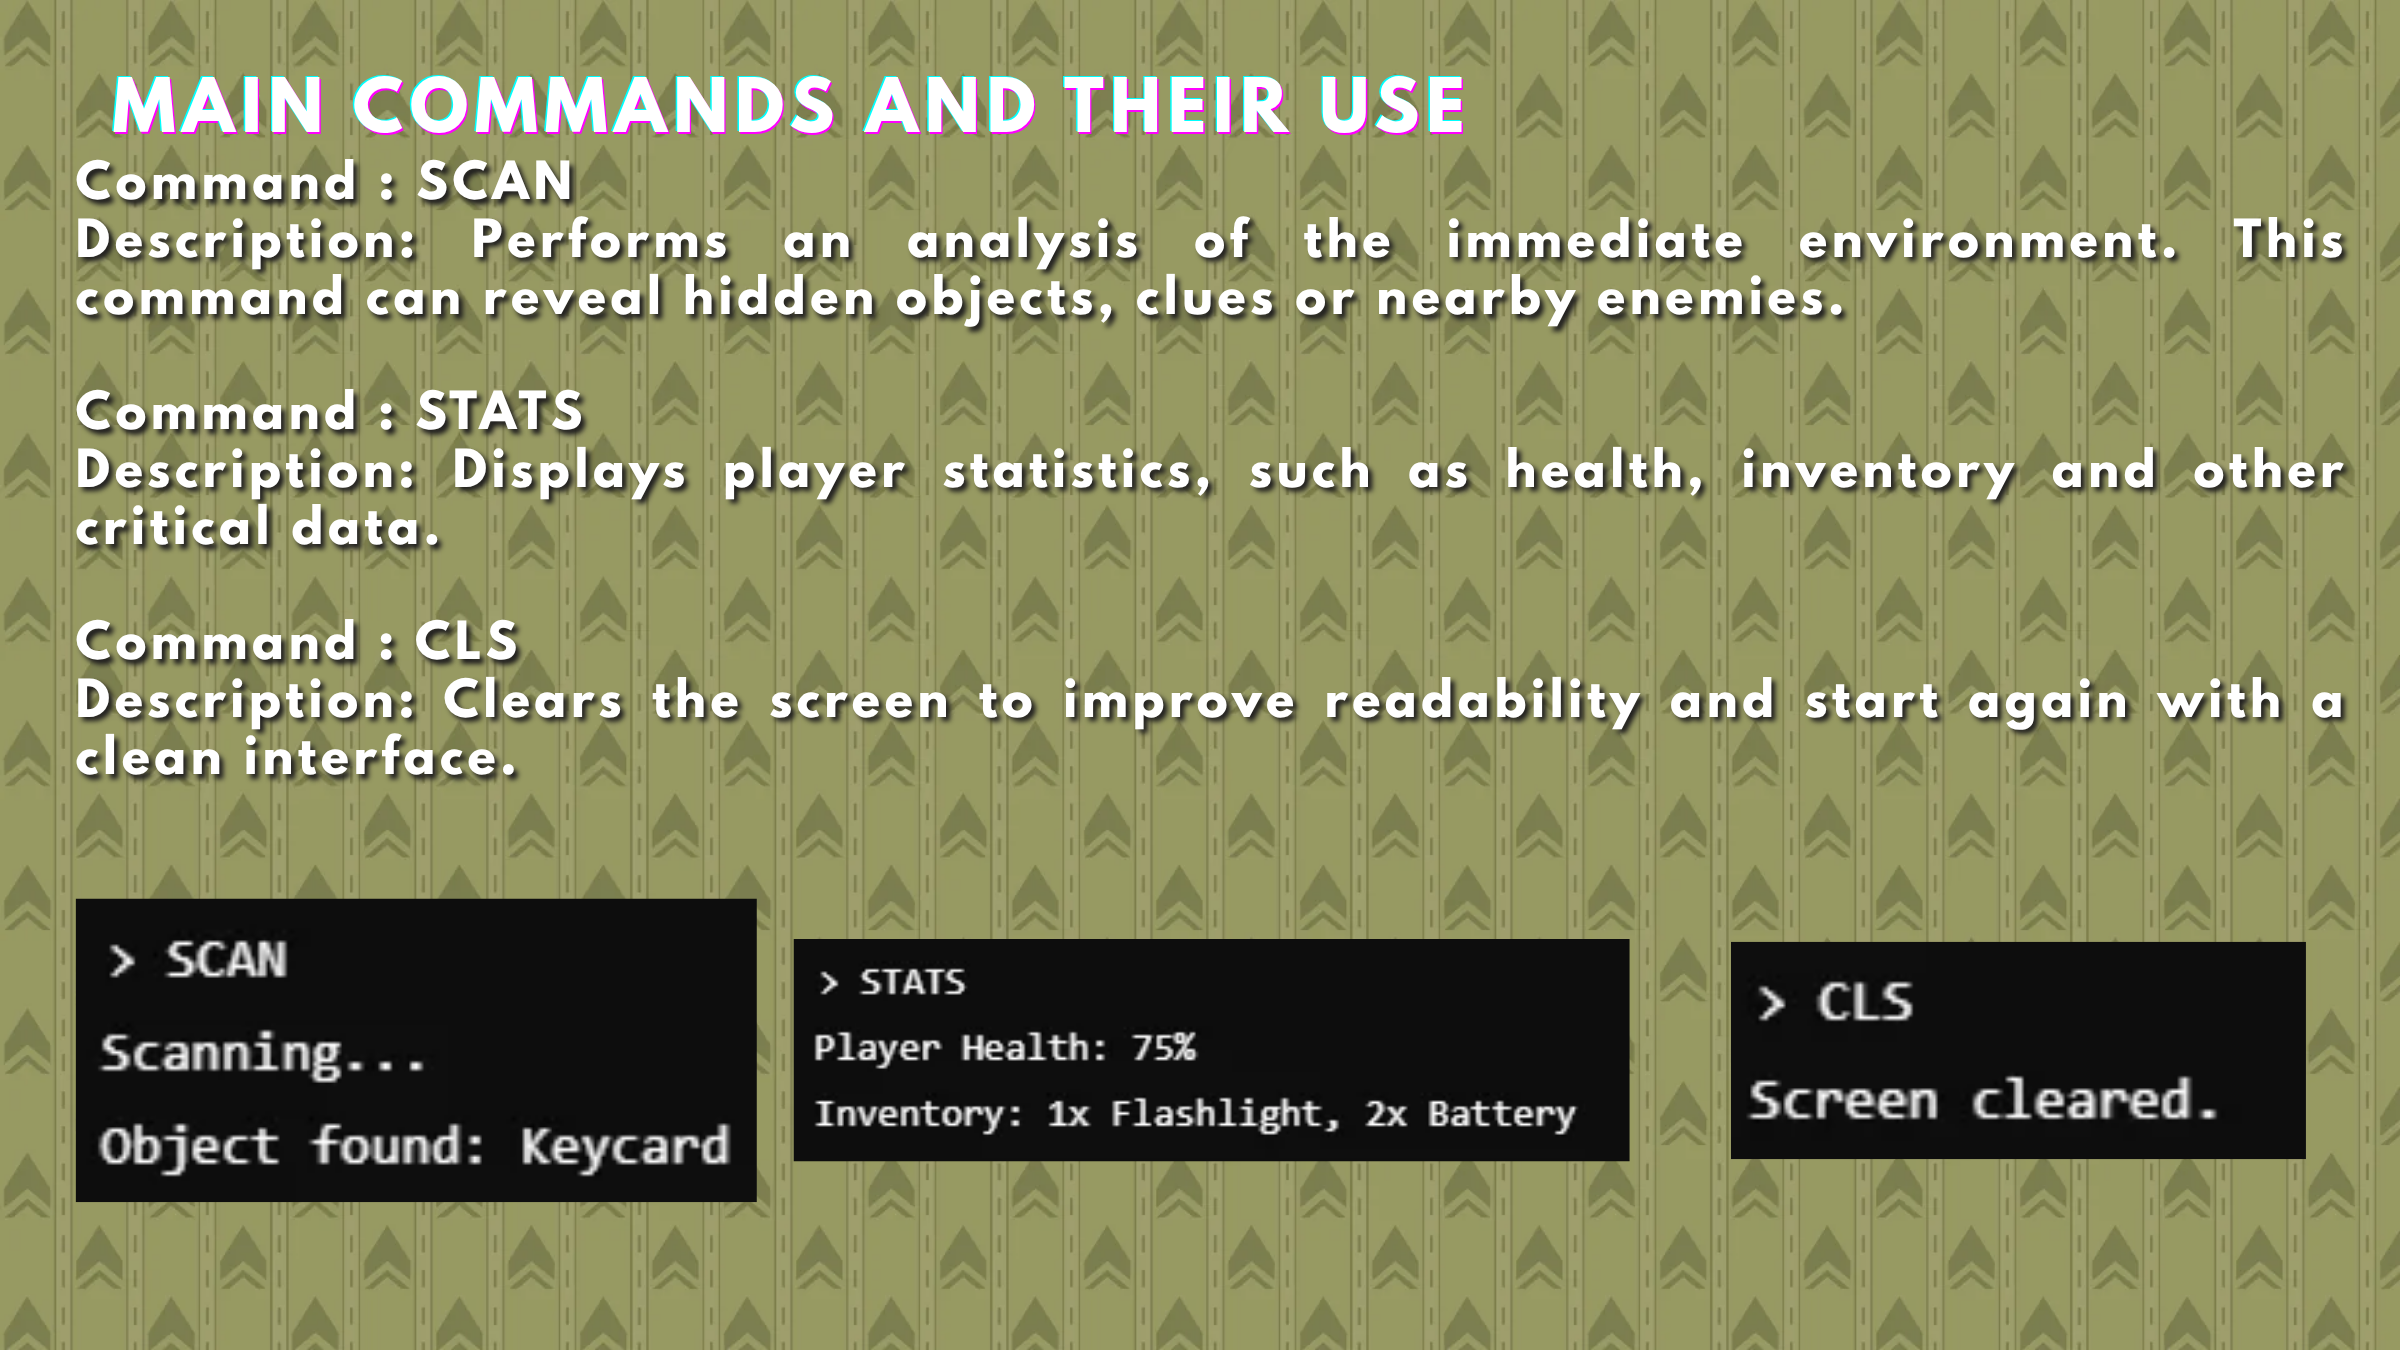 MAIN COMMANDS AND THEIR USE
Command : SCAN
Description: Performs an analysis of the immediate environment. This
command can reveal hidden objects, clues or nearby enemies.
Command : STATS
Description: Displays player statistics, such as health, inventory and other
critical data.
Command : CLS
Description: Clears the screen to improve readability and start again with a
clean interface.
> SCAN
Scanning...
Object found: Keycard
> STATS
Player Health: 75%
Inventory: 1x Flashlight, 2x Battery
> CLS
Screen cleared.